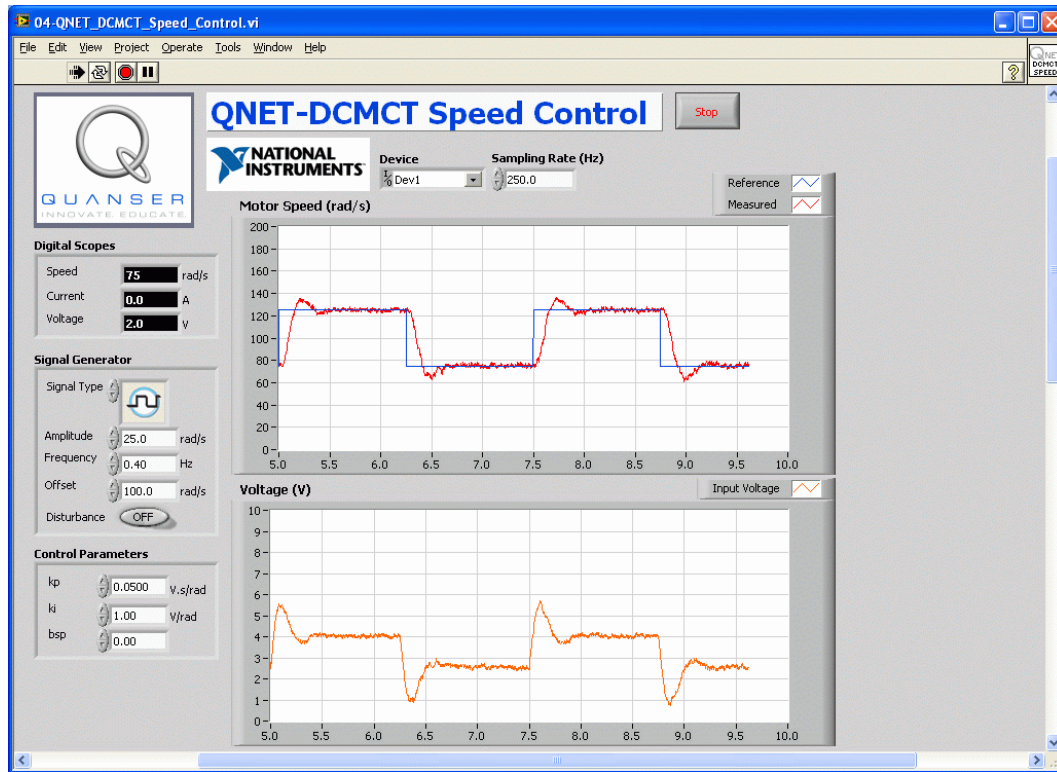 04-QNET_DCMCT_Speed_Control.vi
File Edit View Project Operate Tools Window Help
QNET
DCMCT
SPEED
QUANSER
INNOVATE. EDUCATE.
QNET-DCMCT Speed Control
Stop
NATIONAL
INSTRUMENTS
Device
Dev1
Sampling Rate (Hz)
250.0
Digital Scopes
Speed 75 rad/s
Current 0.0 A
Voltage 2.0 V
Signal Generator
Signal Type
Amplitude 25.0 rad/s
Frequency 0.40 Hz
Offset 100.0 rad/s
Disturbance OFF
Control Parameters
kp 0.0500 V.s/rad
ki 1.00 V/rad
bsp 0.00
Motor Speed (rad/s)
Reference
Measured
200
180
160
140
120
100
80
60
40
20
0
5.0 5.5 6.0 6.5 7.0 7.5 8.0 8.5 9.0 9.5 10.0
Voltage (V)
Input Voltage
10
9
8
7
6
5
4
3
2
1
0
5.0 5.5 6.0 6.5 7.0 7.5 8.0 8.5 9.0 9.5 10.0